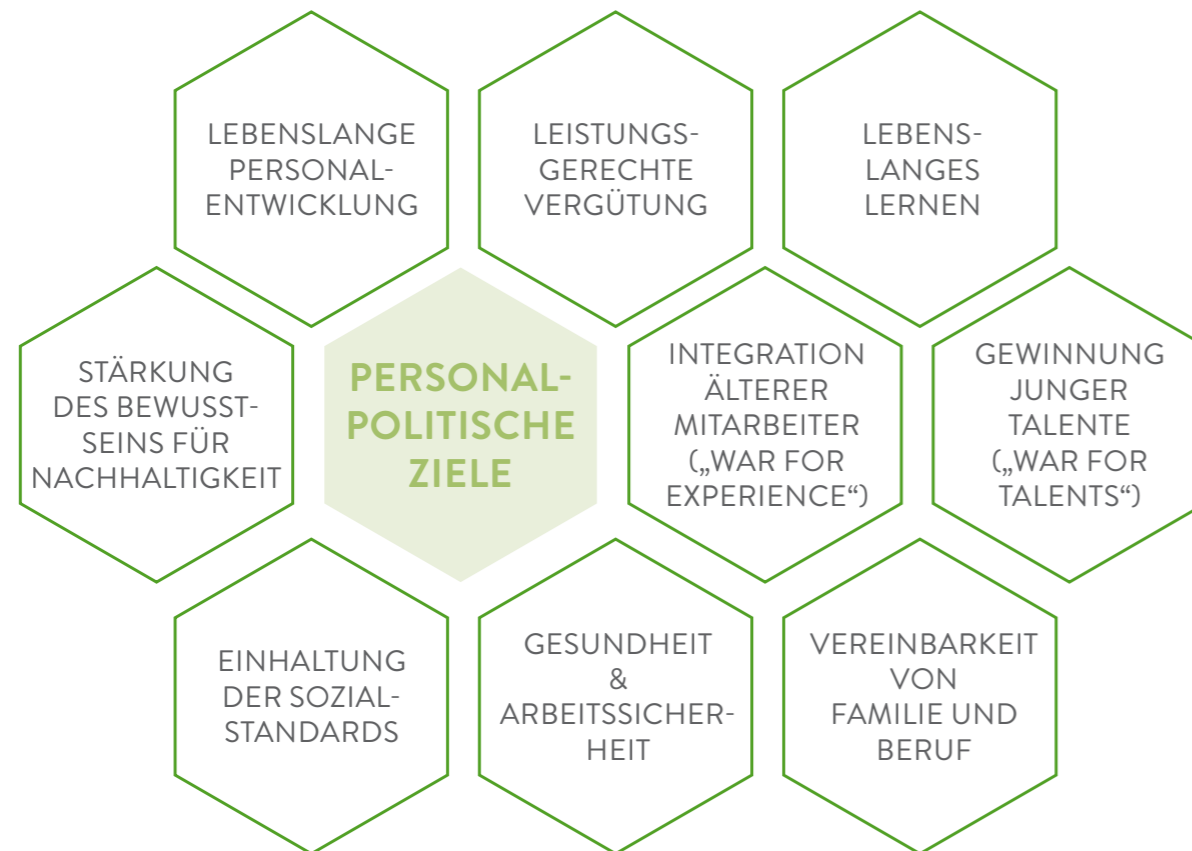 LEBENSLANGE
PERSONAL-
ENTWICKLUNG
LEISTUNGS-
GERECHTE
VERGÜTUNG
LEBENS-
LANGES
LERNEN
STÄRKUNG
DES BEWUSST-
SEINS FÜR
NACHHALTIGKEIT
PERSONAL-
POLITISCHE
ZIELE
INTEGRATION
ÄLTERER
MITARBEITER
(„WAR FOR
EXPERIENCE“)
GEWINNUNG
JUNGER
TALENTE
(„WAR FOR
TALENTS“)
EINHALTUNG
DER SOZIAL-
STANDARDS
GESUNDHEIT
&
ARBEITSSICHER-
HEIT
VEREINBARKEIT
VON
FAMILIE UND
BERUF